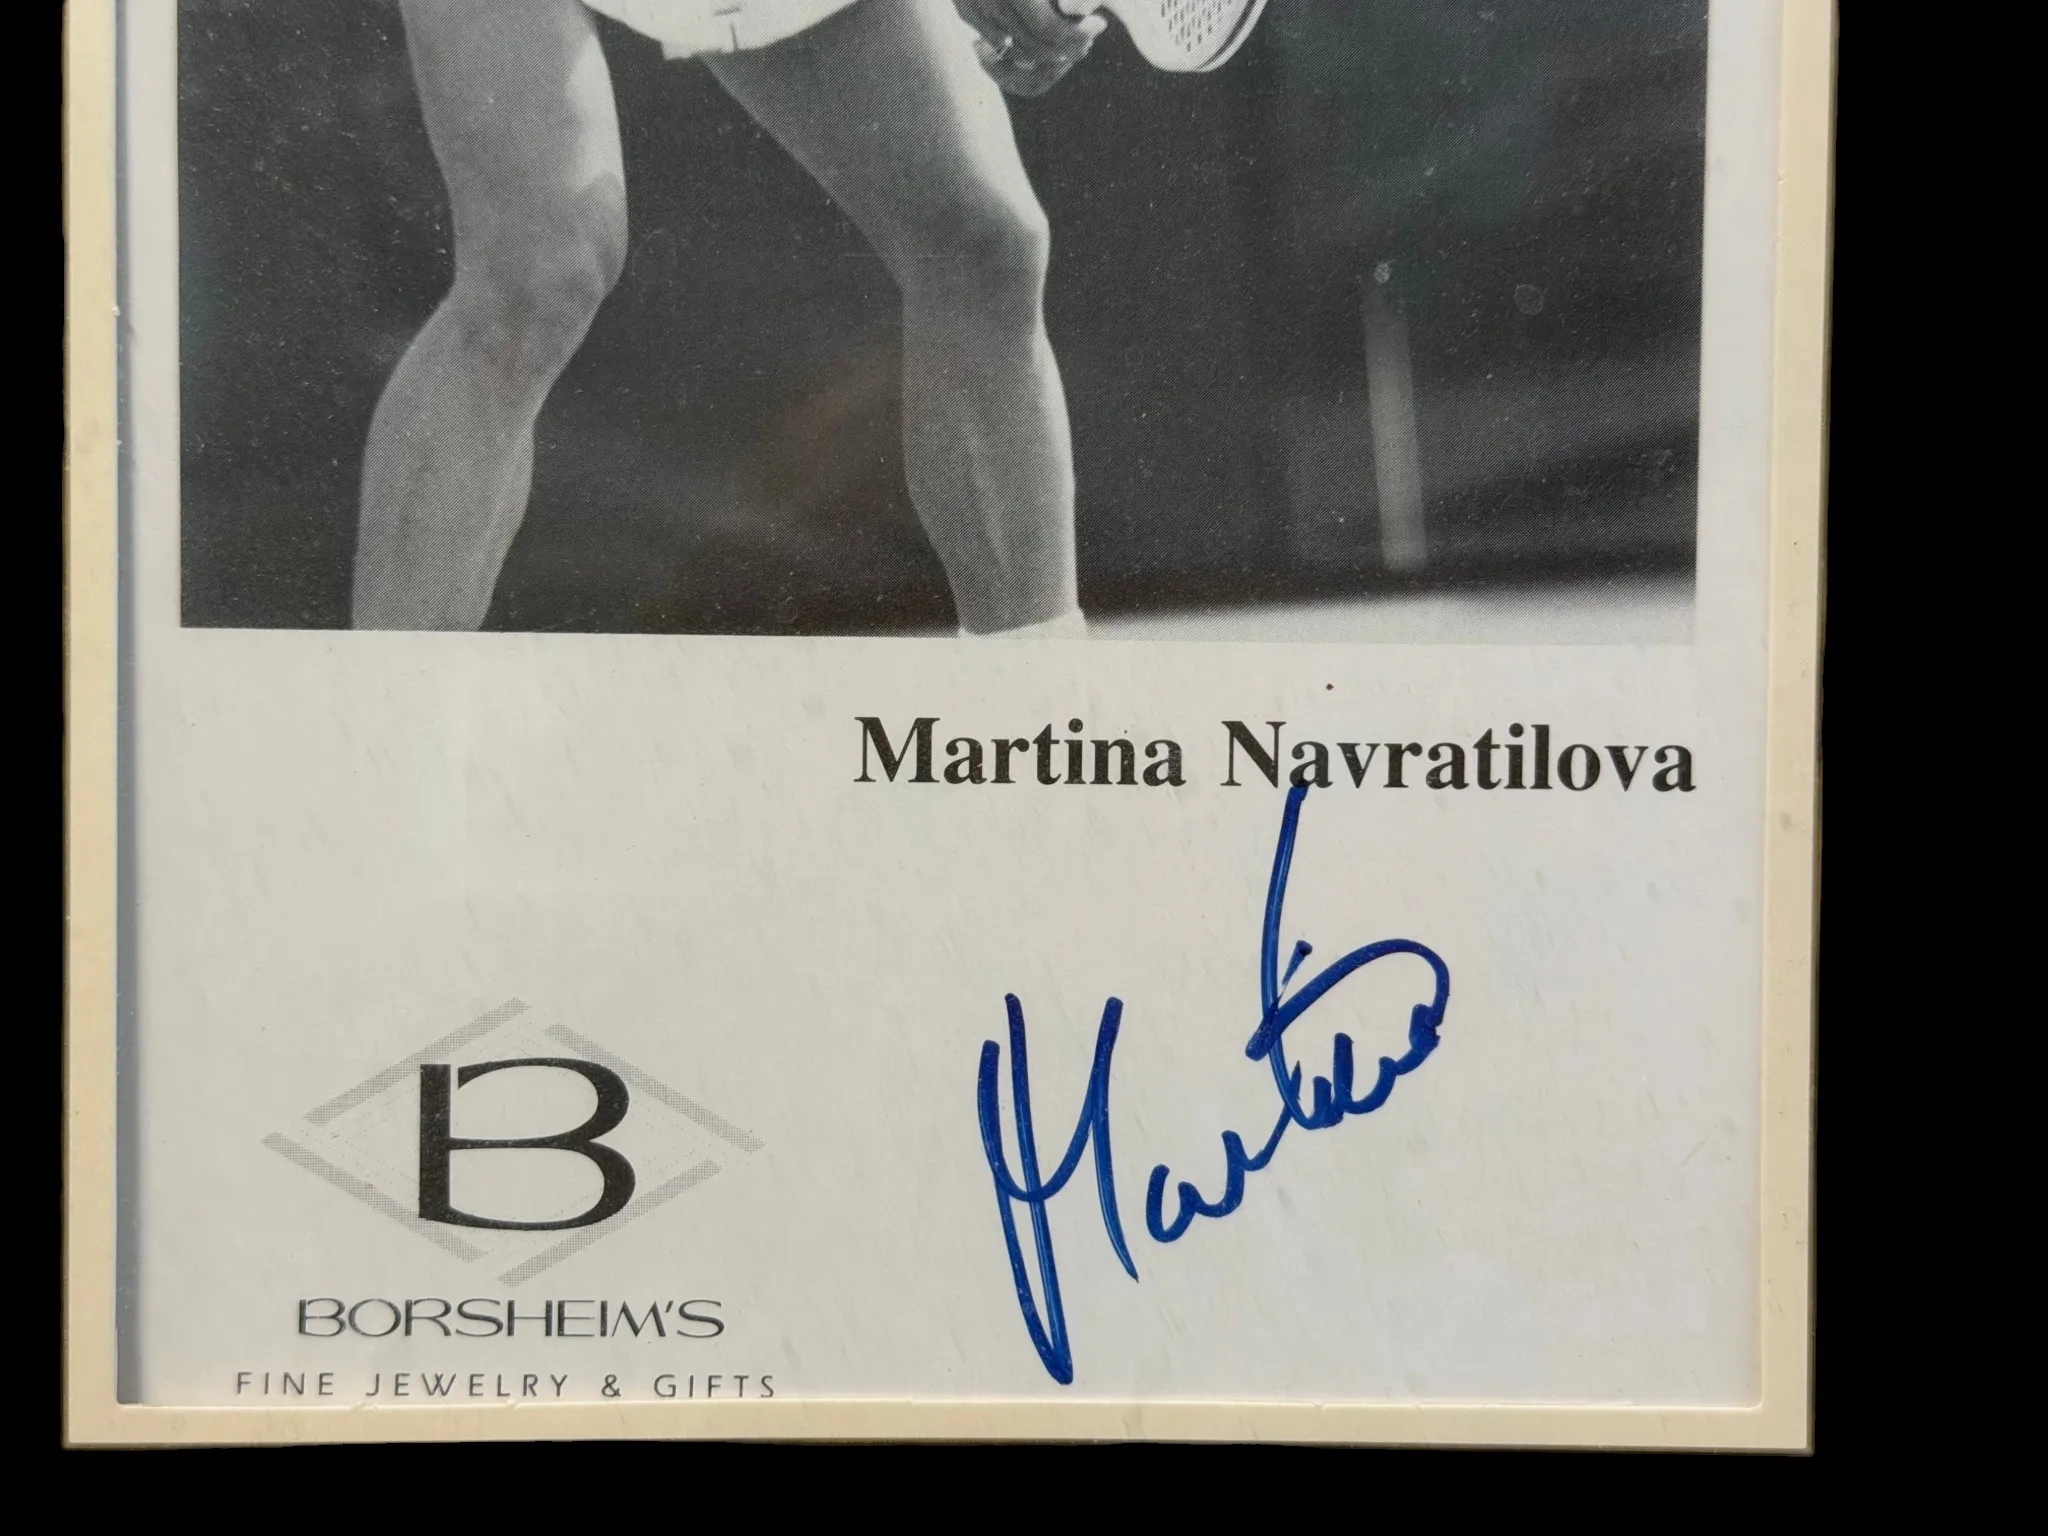 Martina Navratilova
Martina
B
BORSHEIM'S
FINE JEWELRY & GIFTS